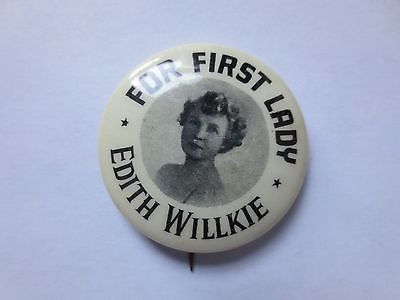 FOR FIRST LADY
★ EDITH WILLKIE ★